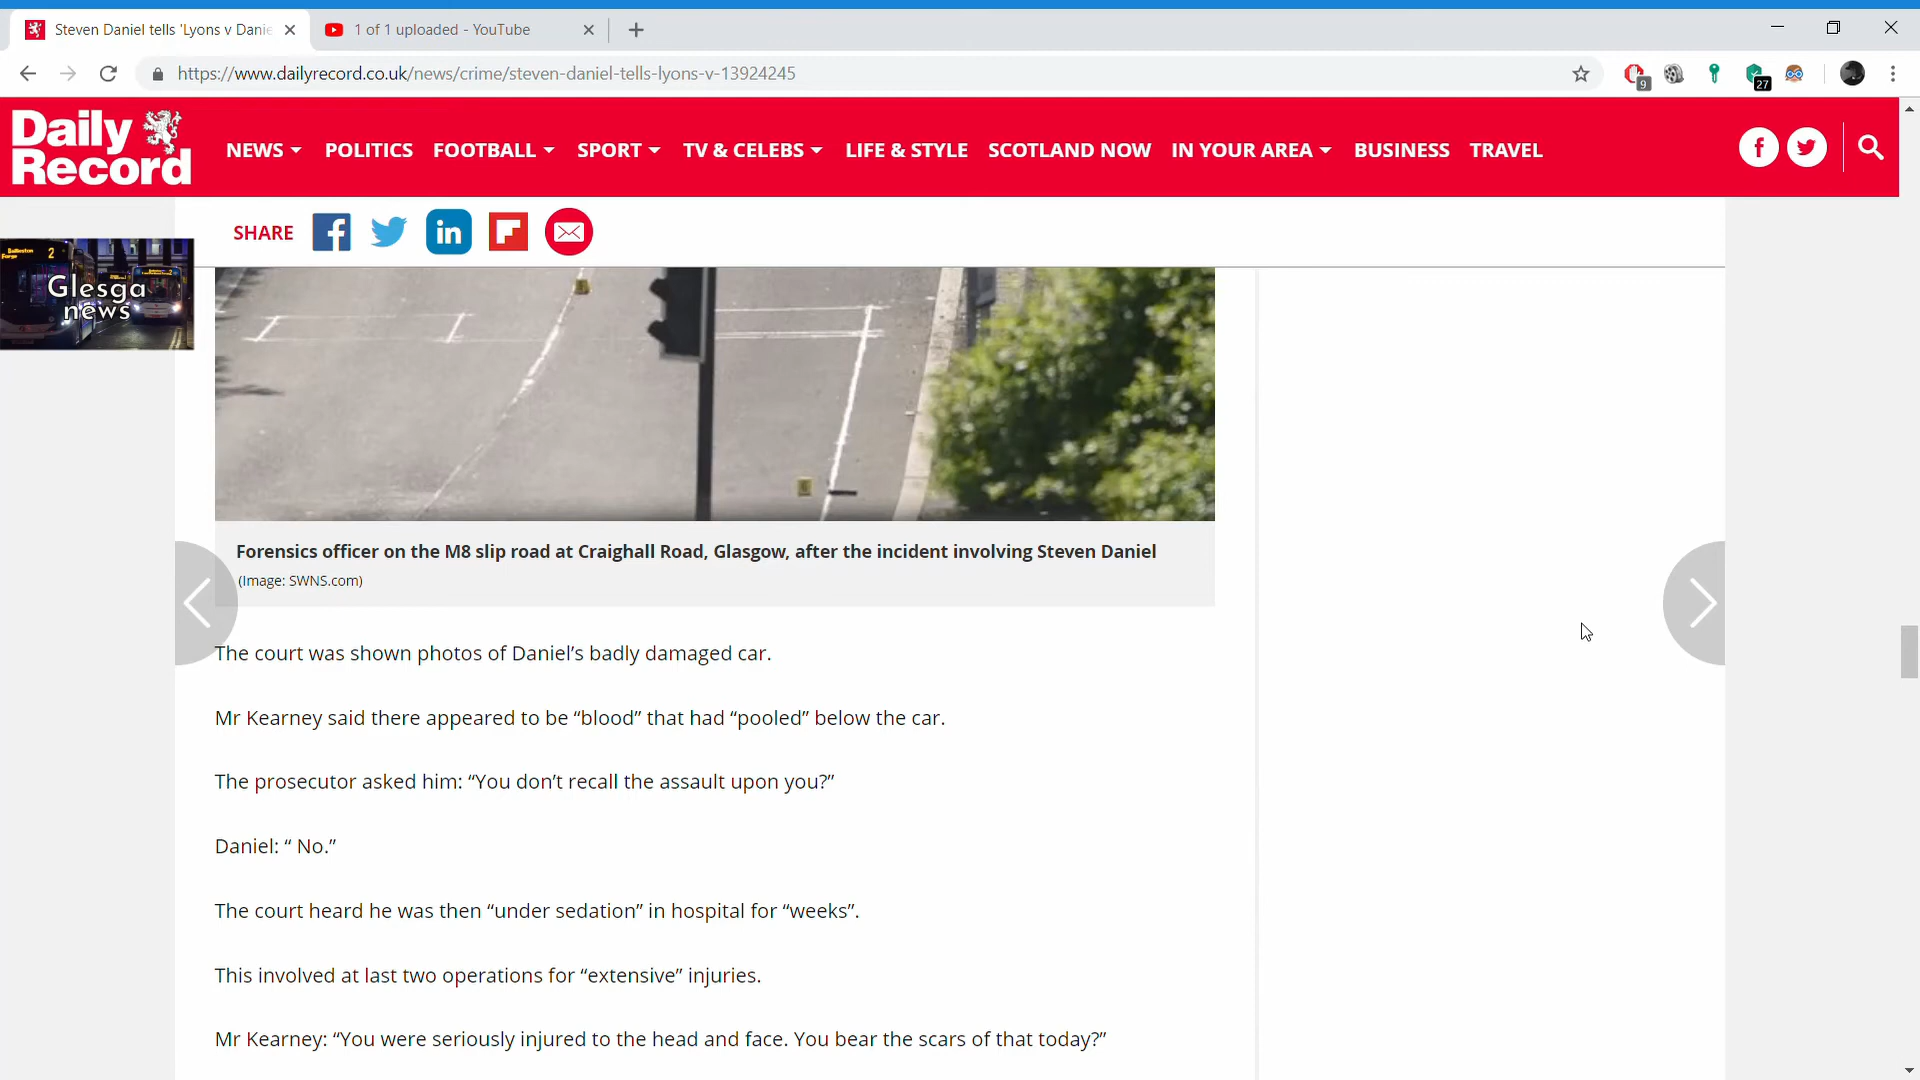 Steven Daniel tells 'Lyons v Danie
1 of 1 uploaded - YouTube
https://www.dailyrecord.co.uk/news/crime/steven-daniel-tells-lyons-v-13924245
9
27
Daily
Record
NEWS POLITICS FOOTBALL SPORT TV & CELEBS LIFE & STYLE SCOTLAND NOW IN YOUR AREA BUSINESS TRAVEL
SHARE
2
Glesga
news
Forensics officer on the M8 slip road at Craighall Road, Glasgow, after the incident involving Steven Daniel
(Image: SWNS.com)
The court was shown photos of Daniel’s badly damaged car.
Mr Kearney said there appeared to be “blood” that had “pooled” below the car.
The prosecutor asked him: “You don’t recall the assault upon you?”
Daniel: “ No.”
The court heard he was then “under sedation” in hospital for “weeks”.
This involved at last two operations for “extensive” injuries.
Mr Kearney: “You were seriously injured to the head and face. You bear the scars of that today?”